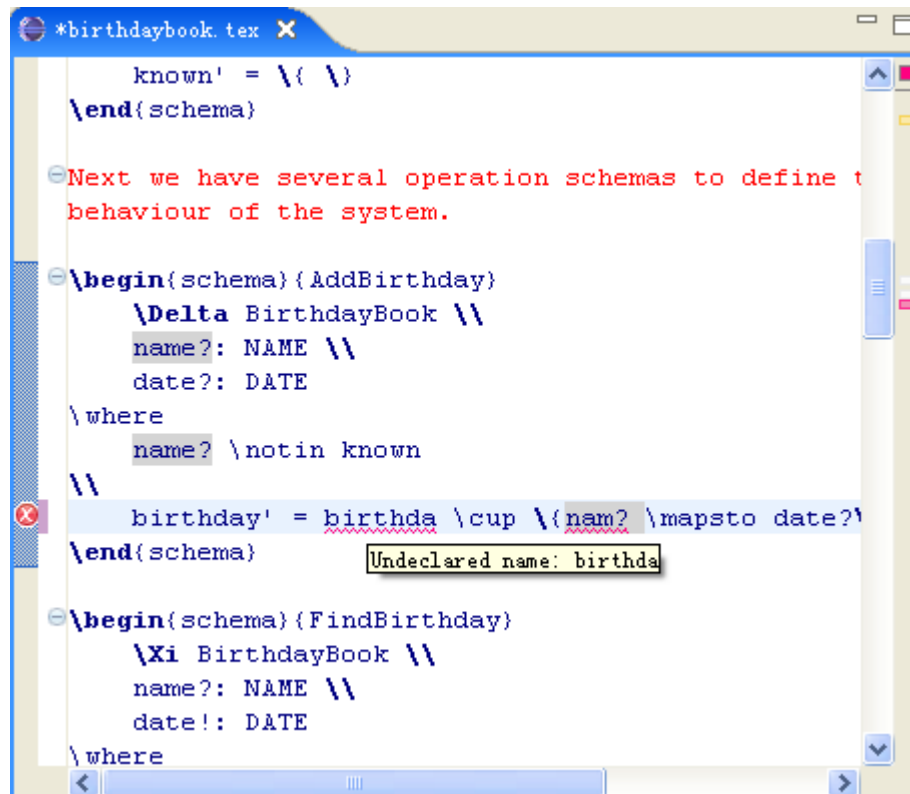 *birthdaybook.tex
known' = \{ \}
\end{schema}
Next we have several operation schemas to define t
behaviour of the system.
\begin{schema}{AddBirthday}
\Delta BirthdayBook \\
name?: NAME \\
date?: DATE
\where
name? \notin known
\\
birthday' = birthda \cup \{nam? \mapsto date?\
\end{schema}
Undeclared name: birthda
\begin{schema}{FindBirthday}
\Xi BirthdayBook \\
name?: NAME \\
date!: DATE
\where